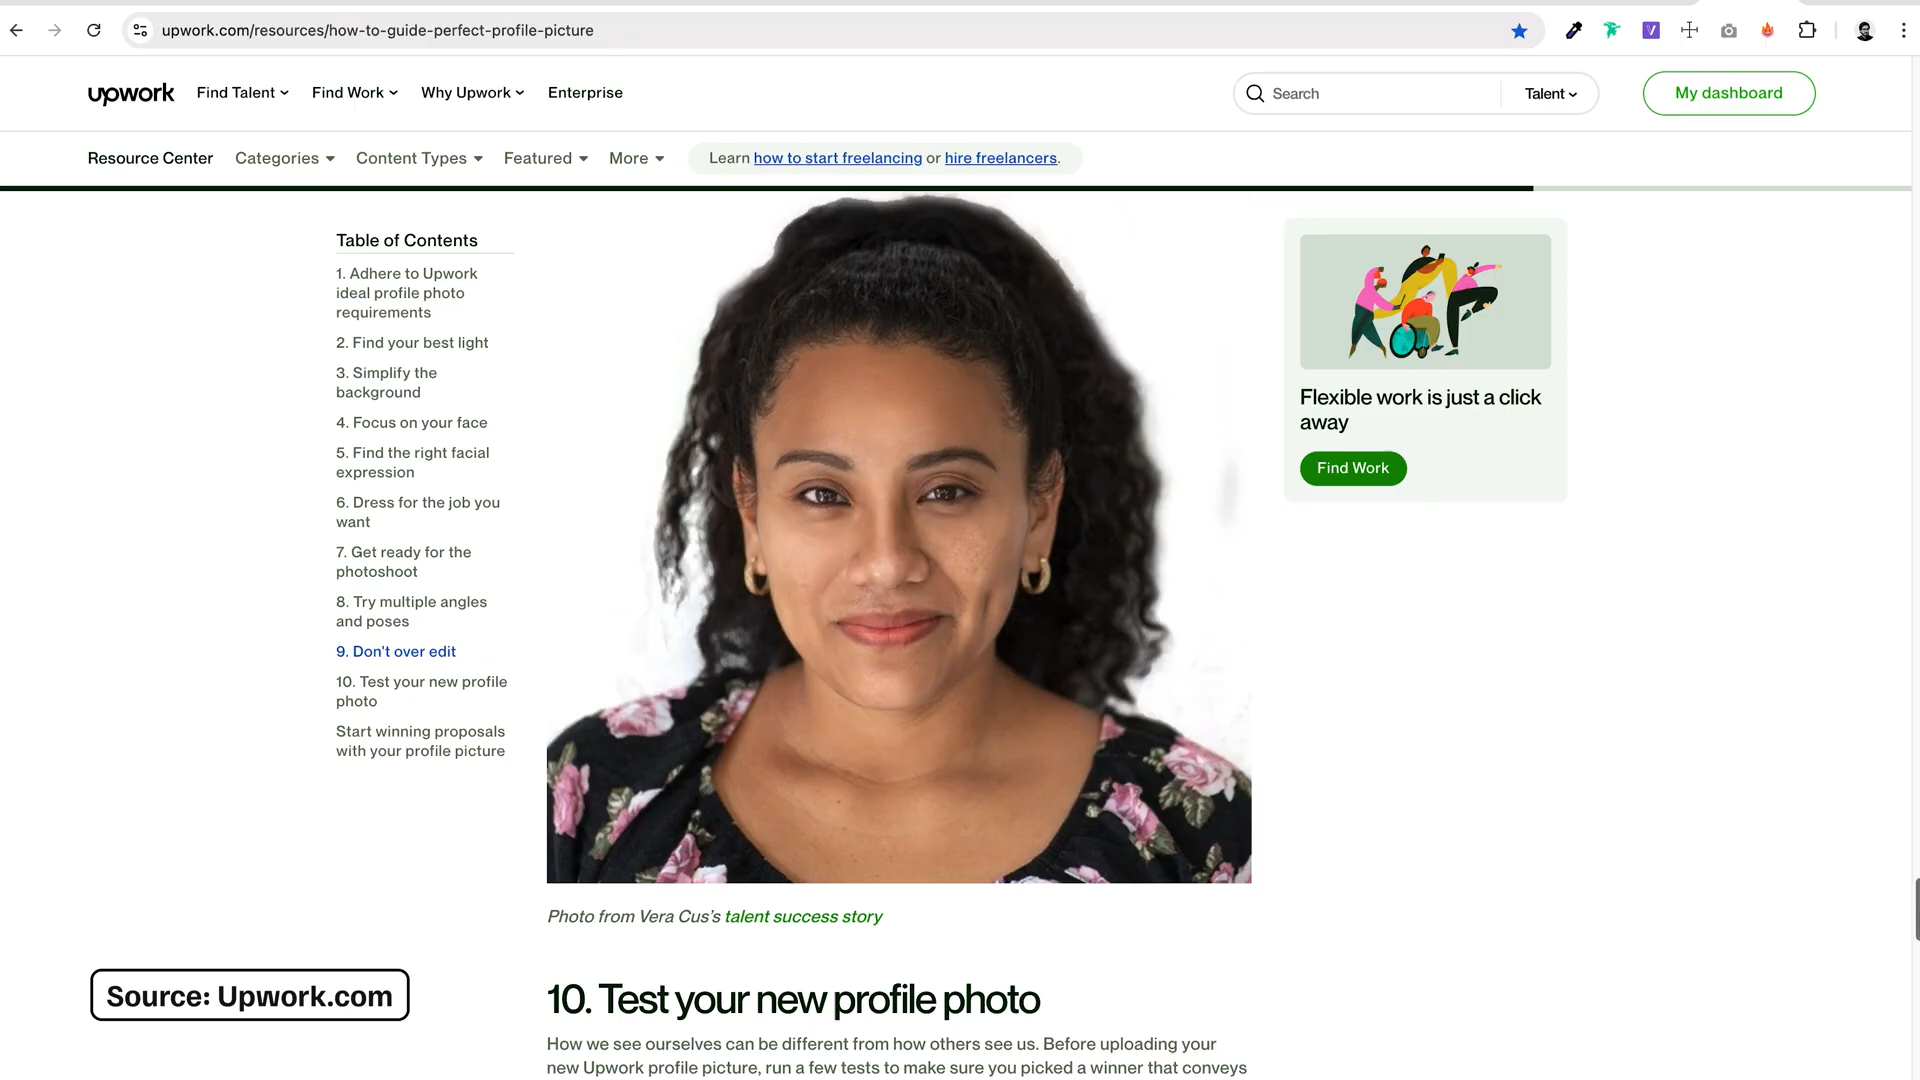 upwork.com/resources/how-to-guide-perfect-profile-picture
upwork Find Talent Find Work Why Upwork Enterprise Search Talent My dashboard
Resource Center Categories Content Types Featured More Learn how to start freelancing or hire freelancers.
Table of Contents
1. Adhere to Upwork
ideal profile photo
requirements
2. Find your best light
3. Simplify the
background
4. Focus on your face
5. Find the right facial
expression
6. Dress for the job you
want
7. Get ready for the
photoshoot
8. Try multiple angles
and poses
9. Don't over edit
10. Test your new profile
photo
Start winning proposals
with your profile picture
Flexible work is just a click
away
Find Work
Photo from Vera Cus's talent success story
Source: Upwork.com
10. Test your new profile photo
How we see ourselves can be different from how others see us. Before uploading your
new Upwork profile picture, run a few tests to make sure you picked a winner that conveys